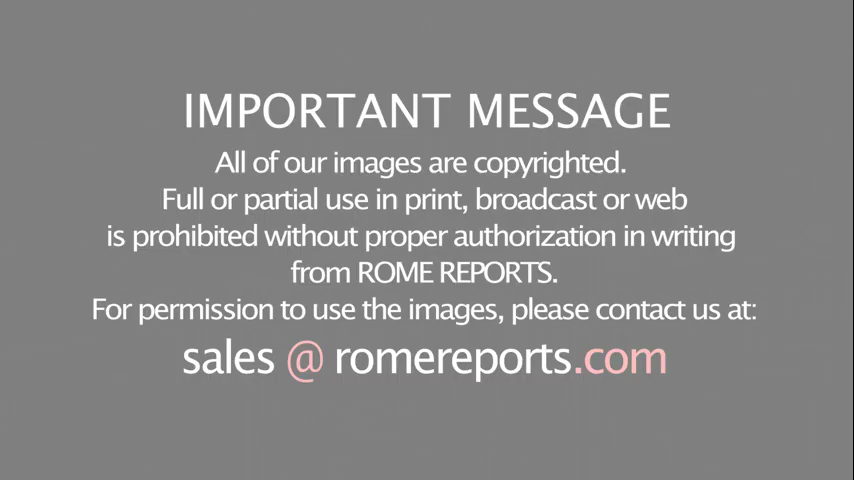 IMPORTANT MESSAGE
All of our images are copyrighted.
Full or partial use in print, broadcast or web
is prohibited without proper authorization in writing
from ROME REPORTS.
For permission to use the images, please contact us at:
sales @ romereports.com